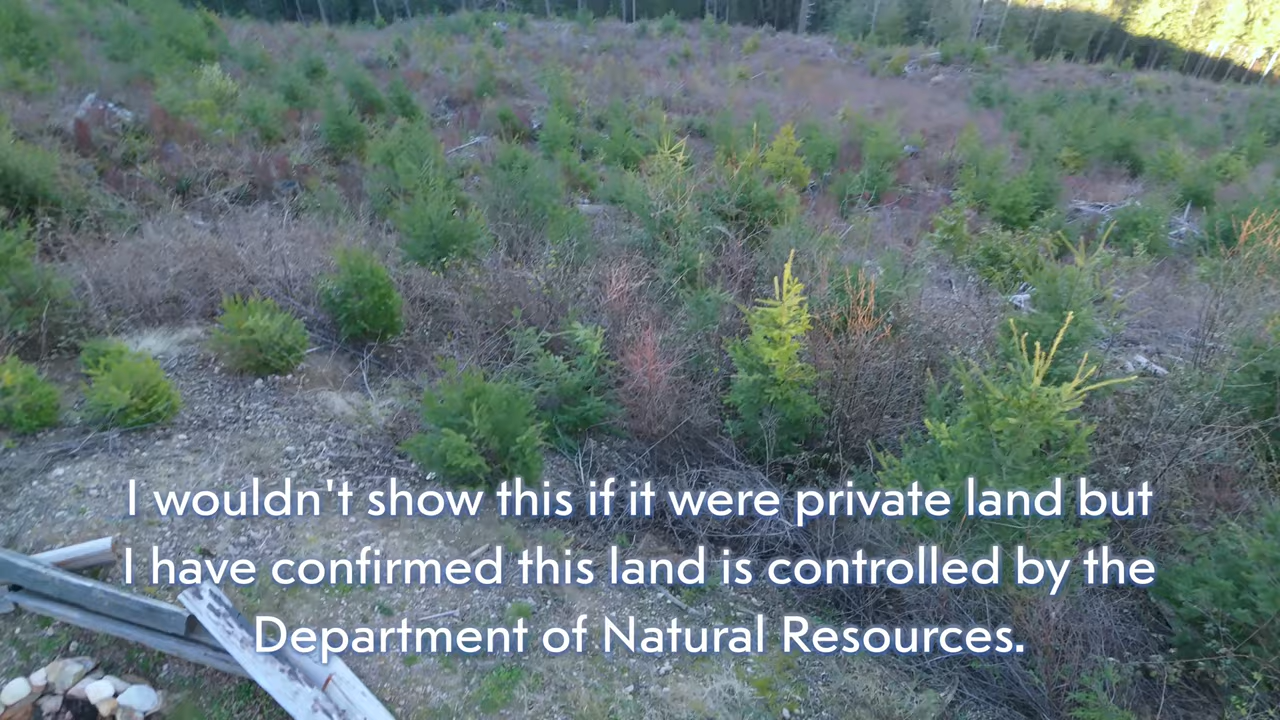 I wouldn't show this if it were private land but
I have confirmed this land is controlled by the
Department of Natural Resources.